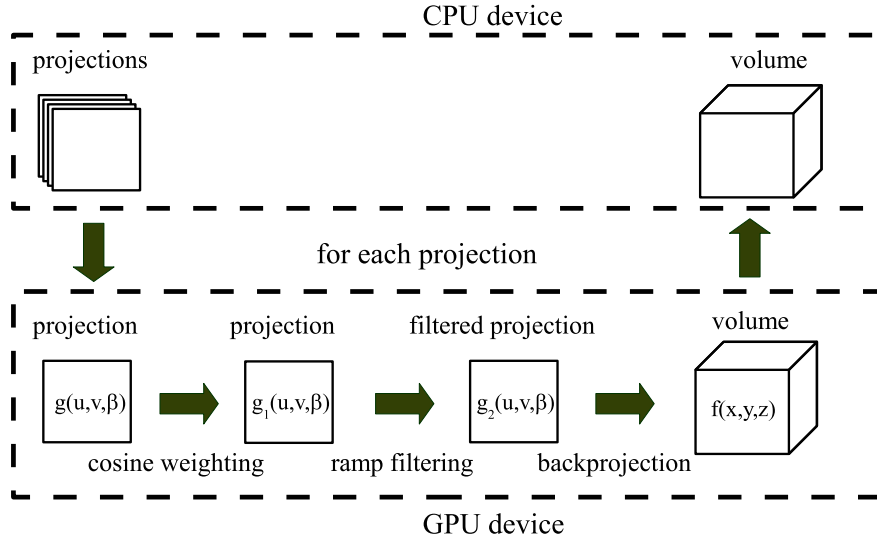 CPU device
projections
volume
for each projection
projection
projection
filtered projection
volume
g(u,v,β)
g₁(u,v,β)
g₂(u,v,β)
f(x,y,z)
cosine weighting
ramp filtering
backprojection
GPU device